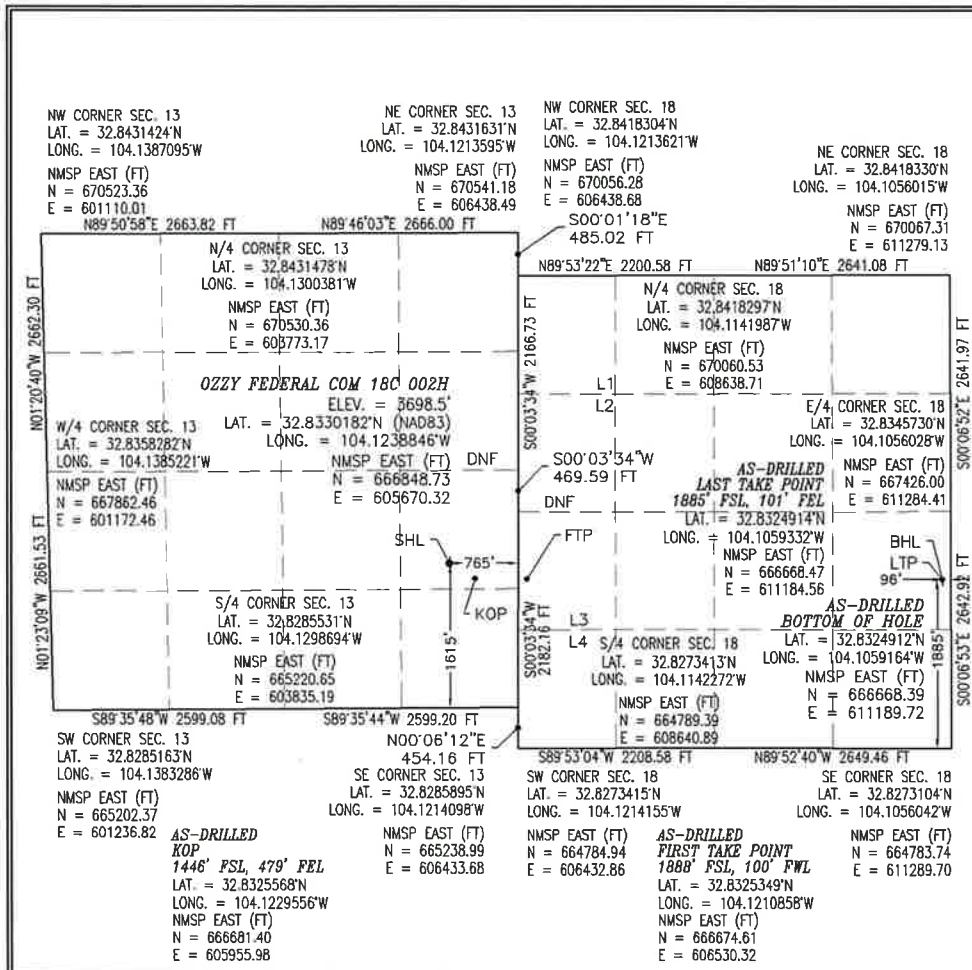 NW CORNER SEC. 13
LAT. = 32.8431424'N
LONG. = 104.1387095'W
NMSP EAST (FT)
N = 670523.36
E = 601110.01
NE CORNER SEC. 13
LAT. = 32.8431631'N
LONG. = 104.1213595'W
NMSP EAST (FT)
N = 670541.18
E = 606438.49
NW CORNER SEC. 18
LAT. = 32.8418304'N
LONG. = 104.1213621'W
NMSP EAST (FT)
N = 670056.28
E = 606438.68
NE CORNER SEC. 18
LAT. = 32.8418330'N
LONG. = 104.1056015'W
NMSP EAST (FT)
N = 670067.31
E = 611279.13
N89°50'58"E 2663.82 FT
N89°46'03"E 2666.00 FT
S00°01'18"E
485.02 FT
N89°53'22"E 2200.58 FT
N89°51'10"E 2641.08 FT
N/4 CORNER SEC. 13
LAT. = 32.8431478'N
LONG. = 104.1300381'W
NMSP EAST (FT)
N = 670530.36
E = 603773.17
N/4 CORNER SEC. 18
LAT. = 32.8418297'N
LONG. = 104.1141987'W
NMSP EAST (FT)
N = 670060.53
E = 608638.71
N01°20'40"W 2662.30 FT
S00°03'34"W 2166.73 FT
S00°06'52"E 2641.97 FT
OZZY FEDERAL COM 18C 002H
ELEV. = 3698.5'
LAT. = 32.8330182'N (NAD83)
LONG. = 104.1238846'W
NMSP EAST (FT)
N = 666848.73
E = 605670.32
L1
L2
W/4 CORNER SEC. 13
LAT. = 32.8358282'N
LONG. = 104.1385221'W
NMSP EAST (FT)
N = 667862.46
E = 601172.46
E/4 CORNER SEC. 18
LAT. = 32.8345730'N
LONG. = 104.1056028'W
NMSP EAST (FT)
N = 667426.00
E = 611284.41
DNF
S00°03'34"W
469.59 FT
DNF
AS-DRILLED
LAST TAKE POINT
1885' FSL, 101' FEL
LAT. = 32.8324914'N
LONG. = 104.1059332'W
NMSP EAST (FT)
N = 666668.47
E = 611184.56
SHL
765'
FTP
KOP
1615'
BHL
LTP
96'
1885'
N01°23'09"W 2661.53 FT
S00°03'34"W
2182.16 FT
S00°06'53"E 2642.92 FT
AS-DRILLED
BOTTOM OF HOLE
LAT. = 32.8324912'N
LONG. = 104.1059164'W
NMSP EAST (FT)
N = 666668.39
E = 611189.72
S/4 CORNER SEC. 13
LAT. = 32.8285531'N
LONG. = 104.1298694'W
NMSP EAST (FT)
N = 665220.65
E = 603835.19
L3
L4
S/4 CORNER SEC. 18
LAT. = 32.8273413'N
LONG. = 104.1142272'W
NMSP EAST (FT)
N = 664789.39
E = 608640.89
S89°35'48"W 2599.08 FT
S89°35'44"W 2599.20 FT
N00°06'12"E
454.16 FT
S89°53'04"W 2208.58 FT
N89°52'40"W 2649.46 FT
SW CORNER SEC. 13
LAT. = 32.8285163'N
LONG. = 104.1383286'W
NMSP EAST (FT)
N = 665202.37
E = 601236.82
SE CORNER SEC. 13
LAT. = 32.8285895'N
LONG. = 104.1214098'W
NMSP EAST (FT)
N = 665238.99
E = 606433.68
SW CORNER SEC. 18
LAT. = 32.8273415'N
LONG. = 104.1214155'W
NMSP EAST (FT)
N = 664784.94
E = 606432.86
SE CORNER SEC. 18
LAT. = 32.8273104'N
LONG. = 104.1056042'W
NMSP EAST (FT)
N = 664783.74
E = 611289.70
AS-DRILLED
KOP
1446' FSL, 479' FEL
LAT. = 32.8325568'N
LONG. = 104.1229556'W
NMSP EAST (FT)
N = 666681.40
E = 605955.98
AS-DRILLED
FIRST TAKE POINT
1888' FSL, 100' FWL
LAT. = 32.8325349'N
LONG. = 104.1210858'W
NMSP EAST (FT)
N = 666674.61
E = 606530.32